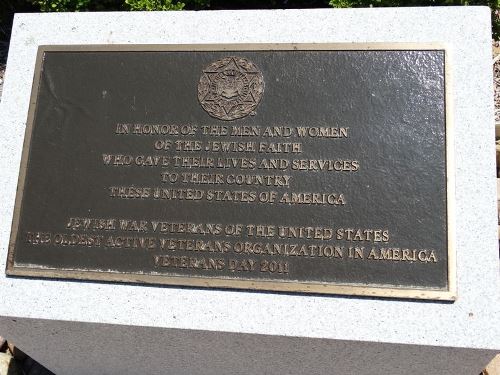 IN HONOR OF THE MEN AND WOMEN
OF THE JEWISH FAITH
WHO GAVE THEIR LIVES AND SERVICES
TO THEIR COUNTRY
THESE UNITED STATES OF AMERICA
JEWISH WAR VETERANS OF THE UNITED STATES
THE OLDEST ACTIVE VETERANS ORGANIZATION IN AMERICA
VETERANS DAY 2011